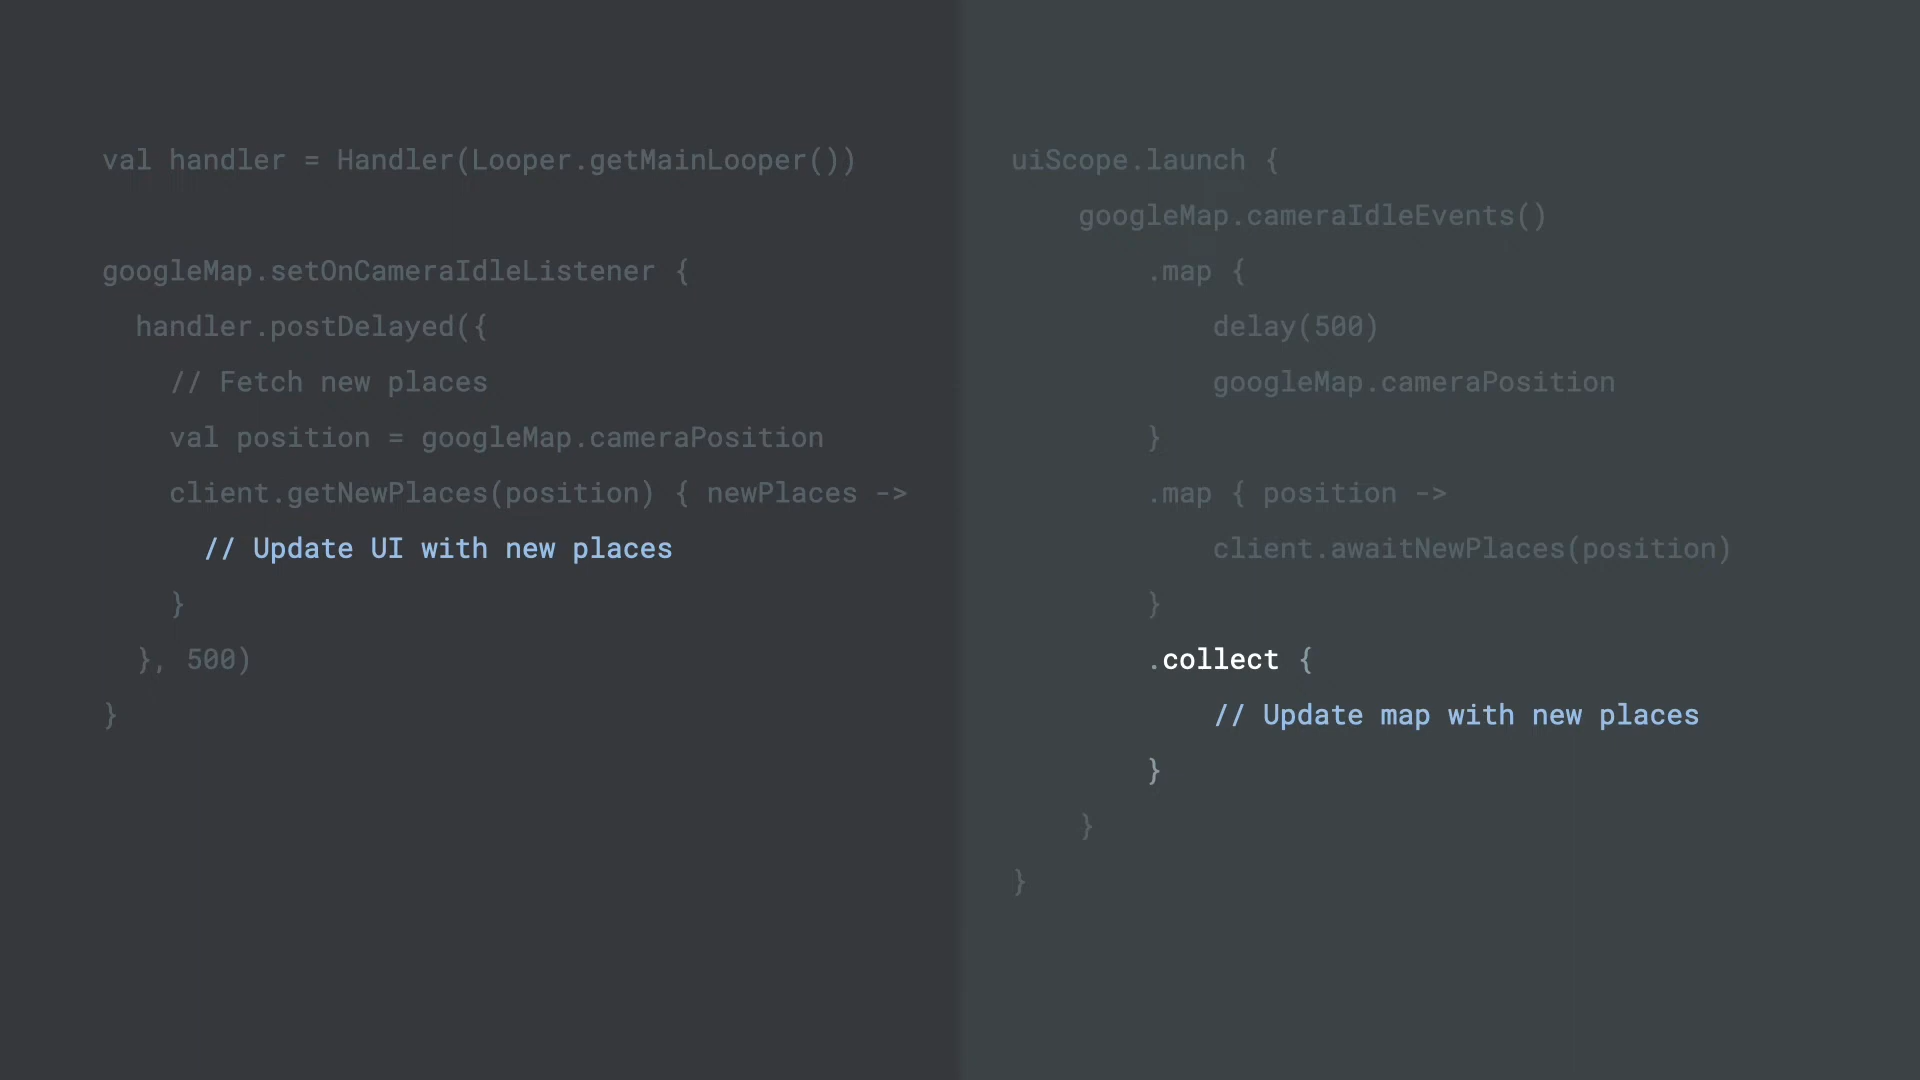 val handler = Handler(Looper.getMainLooper())
googleMap.setOnCameraIdleListener {
handler.postDelayed({
// Fetch new places
val position = googleMap.cameraPosition
client.getNewPlaces(position) { newPlaces ->
// Update UI with new places
}
}, 500)
}
uiScope.launch {
googleMap.cameraIdleEvents()
.map {
delay(500)
googleMap.cameraPosition
}
.map { position ->
client.awaitNewPlaces(position)
}
.collect {
// Update map with new places
}
}
}